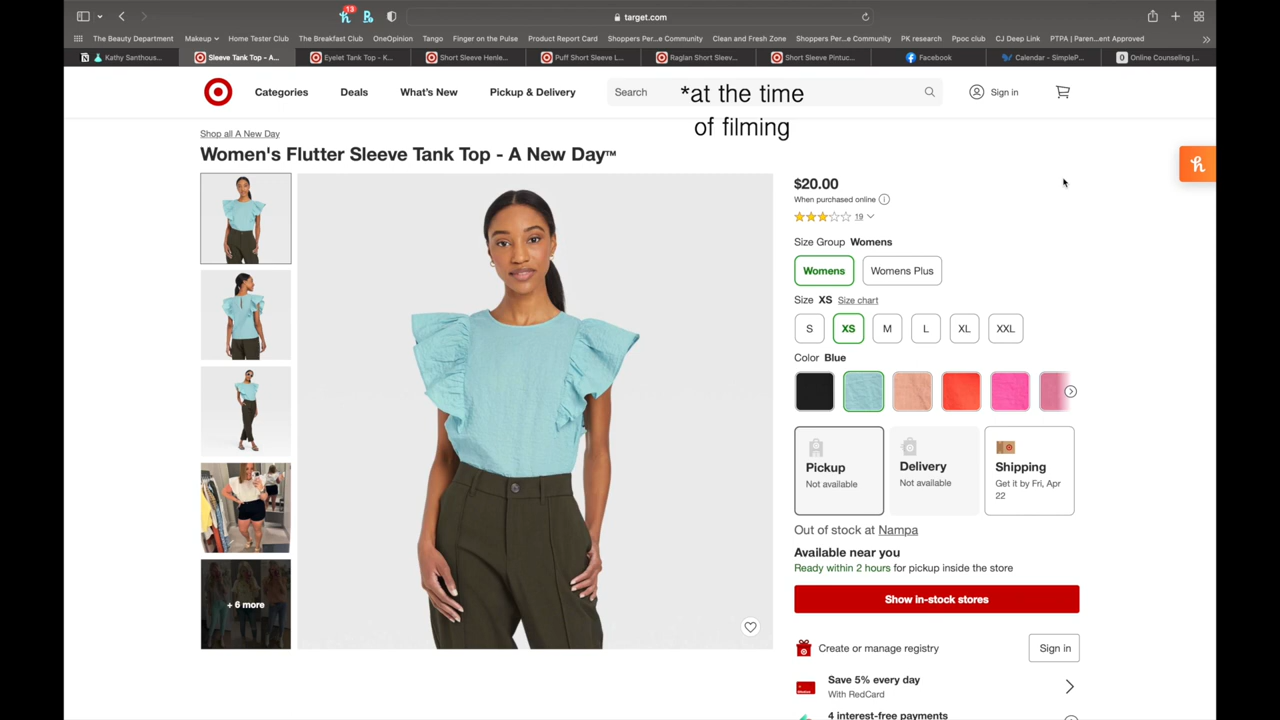 13
target.com
The Beauty Department
Makeup
Home Tester Club
The Breakfast Club
OneOpinion
Tango
Finger on the Pulse
Product Report Card
Shoppers Per...e Community
Clean and Fresh Zone
Shoppers Per...e Community
PK research
Ppoc club
CJ Deep Link
PTPA | Paren...ent Approved
Kathy Santhous...
Sleeve Tank Top - A...
Eyelet Tank Top - K...
Short Sleeve Henle...
Puff Short Sleeve L...
Raglan Short Sleev...
Short Sleeve Pintuc...
Facebook
Calendar - SimpleP...
Online Counseling |...
Categories
Deals
What's New
Pickup & Delivery
Search
Sign in
*at the time
of filming
Shop all A New Day
Women's Flutter Sleeve Tank Top - A New Day™
$20.00
When purchased online
19
Size Group Womens
Womens
Womens Plus
Size XS Size chart
S
XS
M
L
XL
XXL
Color Blue
Pickup
Not available
Delivery
Not available
Shipping
Get it by Fri, Apr
22
Out of stock at Nampa
Available near you
Ready within 2 hours for pickup inside the store
Show in-stock stores
Create or manage registry
Sign in
Save 5% every day
With RedCard
4 interest-free payments
+ 6 more